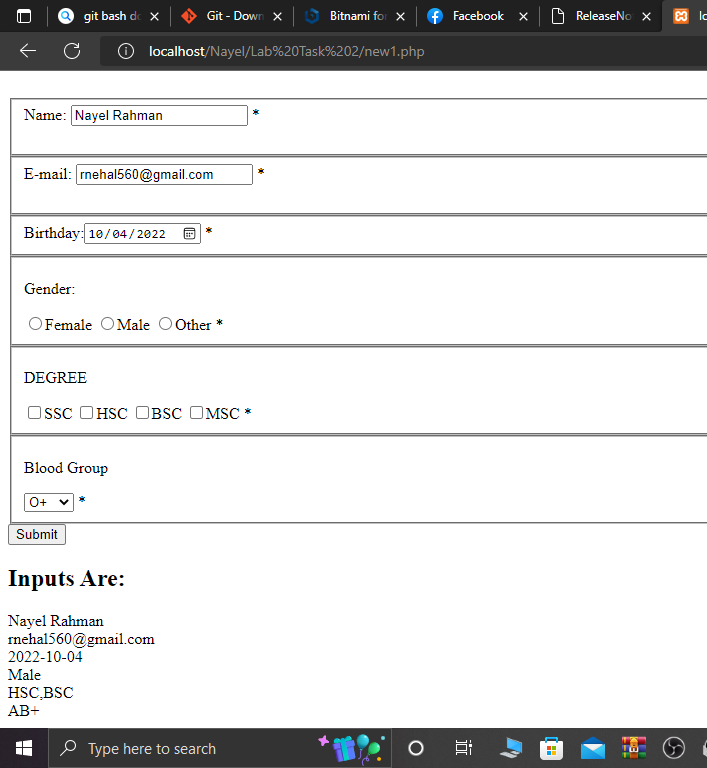 git bash do
Git - Down
Bitnami for
Facebook
ReleaseNo
localhost/Nayel/Lab%20Task%202/new1.php
Name: Nayel Rahman *
E-mail: rnehal560@gmail.com *
Birthday: 10/04/2022 *
Gender:
Female Male Other *
DEGREE
SSC HSC BSC MSC *
Blood Group
O+ *
Submit
Inputs Are:
Nayel Rahman
rnehal560@gmail.com
2022-10-04
Male
HSC,BSC
AB+
Type here to search